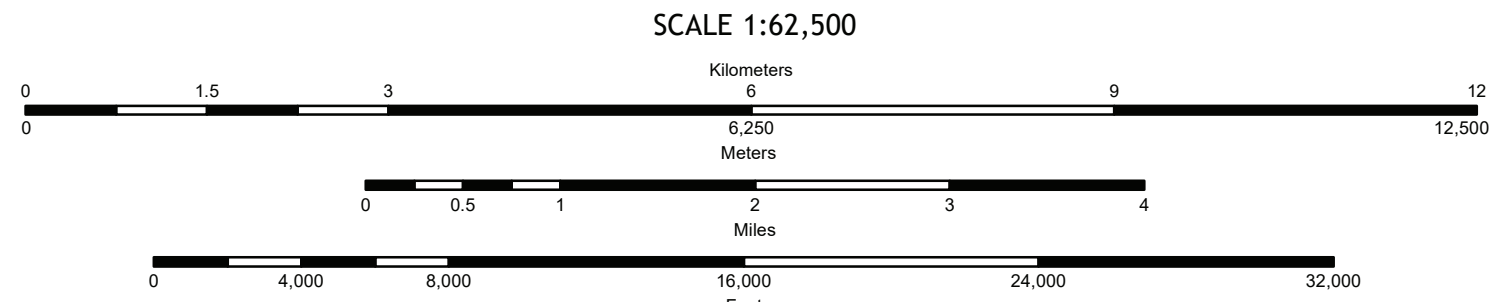 SCALE 1:62,500
Kilometers
0 1.5 3 6 9 12
0 6,250 12,500
Meters
0 0.5 1 2 3 4
Miles
0 4,000 8,000 16,000 24,000 32,000